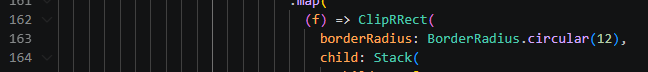 161 .map(
162 (f) => ClipRRect(
163 borderRadius: BorderRadius.circular(12),
164 child: Stack(